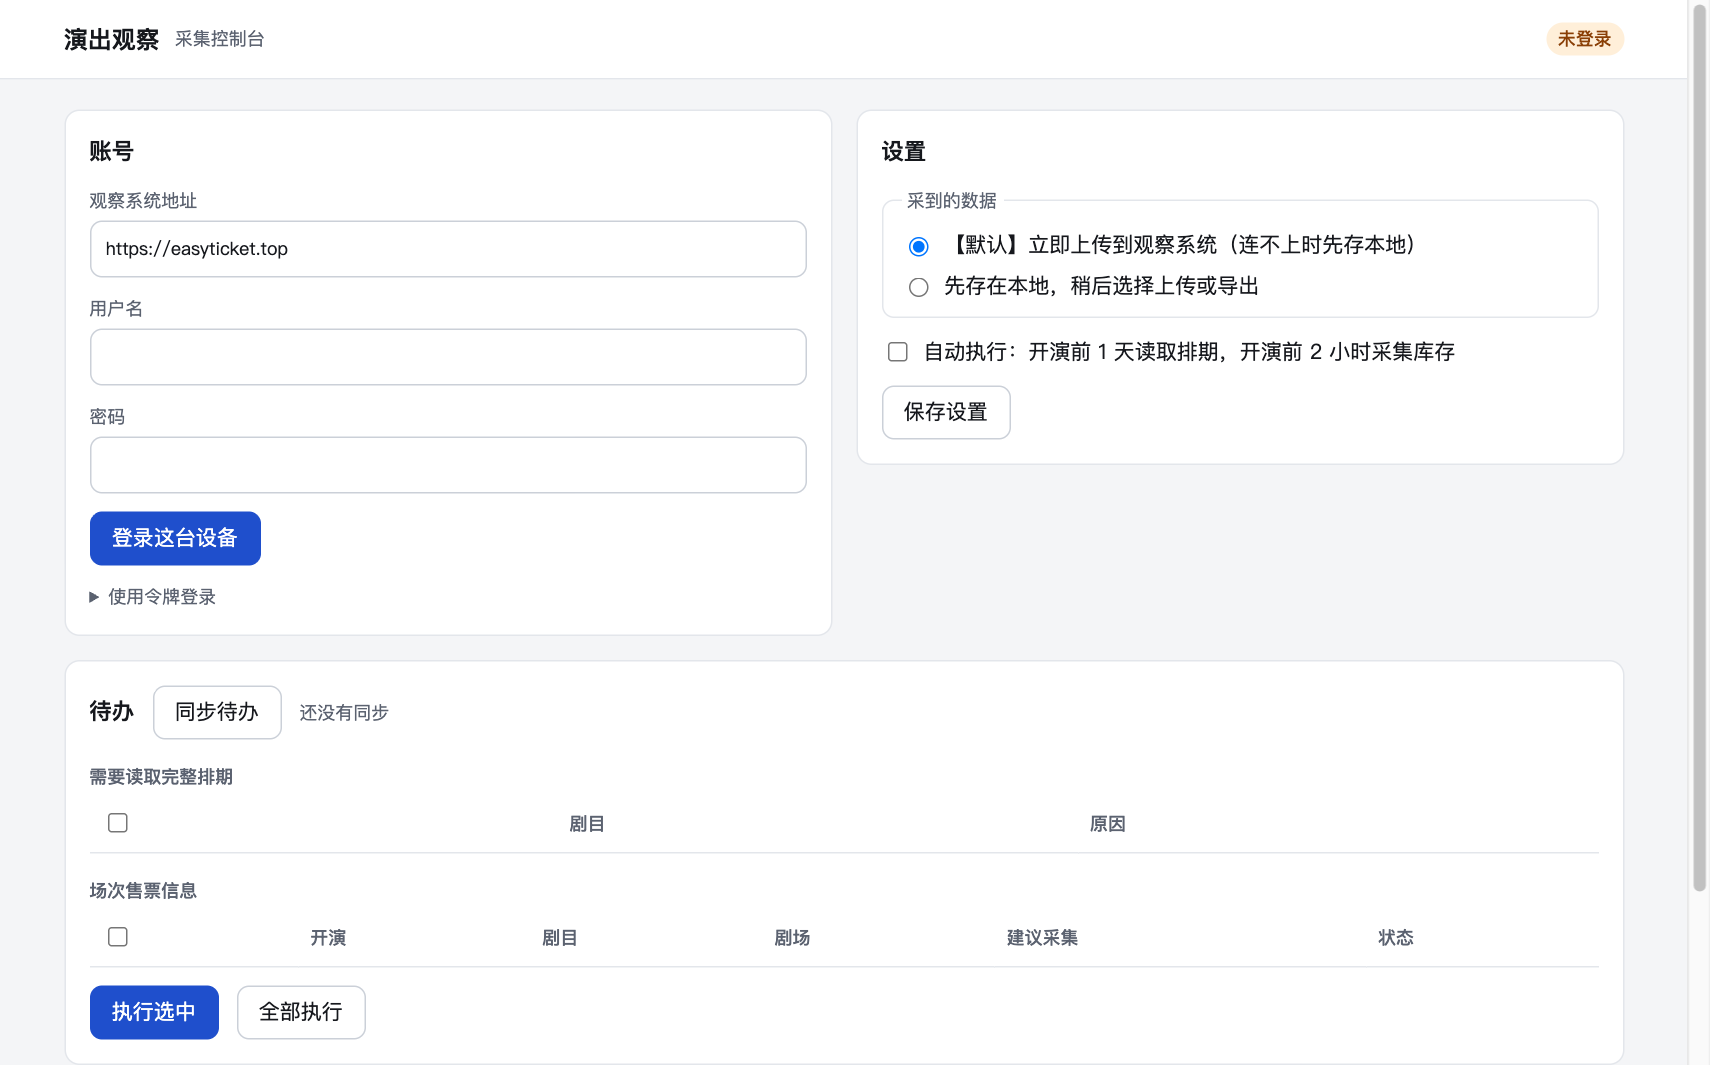 演出观察 采集控制台
未登录
账号
观察系统地址
https://easyticket.top
用户名
密码
登录这台设备
▶ 使用令牌登录
设置
采到的数据
【默认】立即上传到观察系统（连不上时先存本地）
先存在本地，稍后选择上传或导出
自动执行：开演前 1 天读取排期，开演前 2 小时采集库存
保存设置
待办 同步待办 还没有同步
需要读取完整排期
剧目 原因
场次售票信息
开演 剧目 剧场 建议采集 状态
执行选中 全部执行